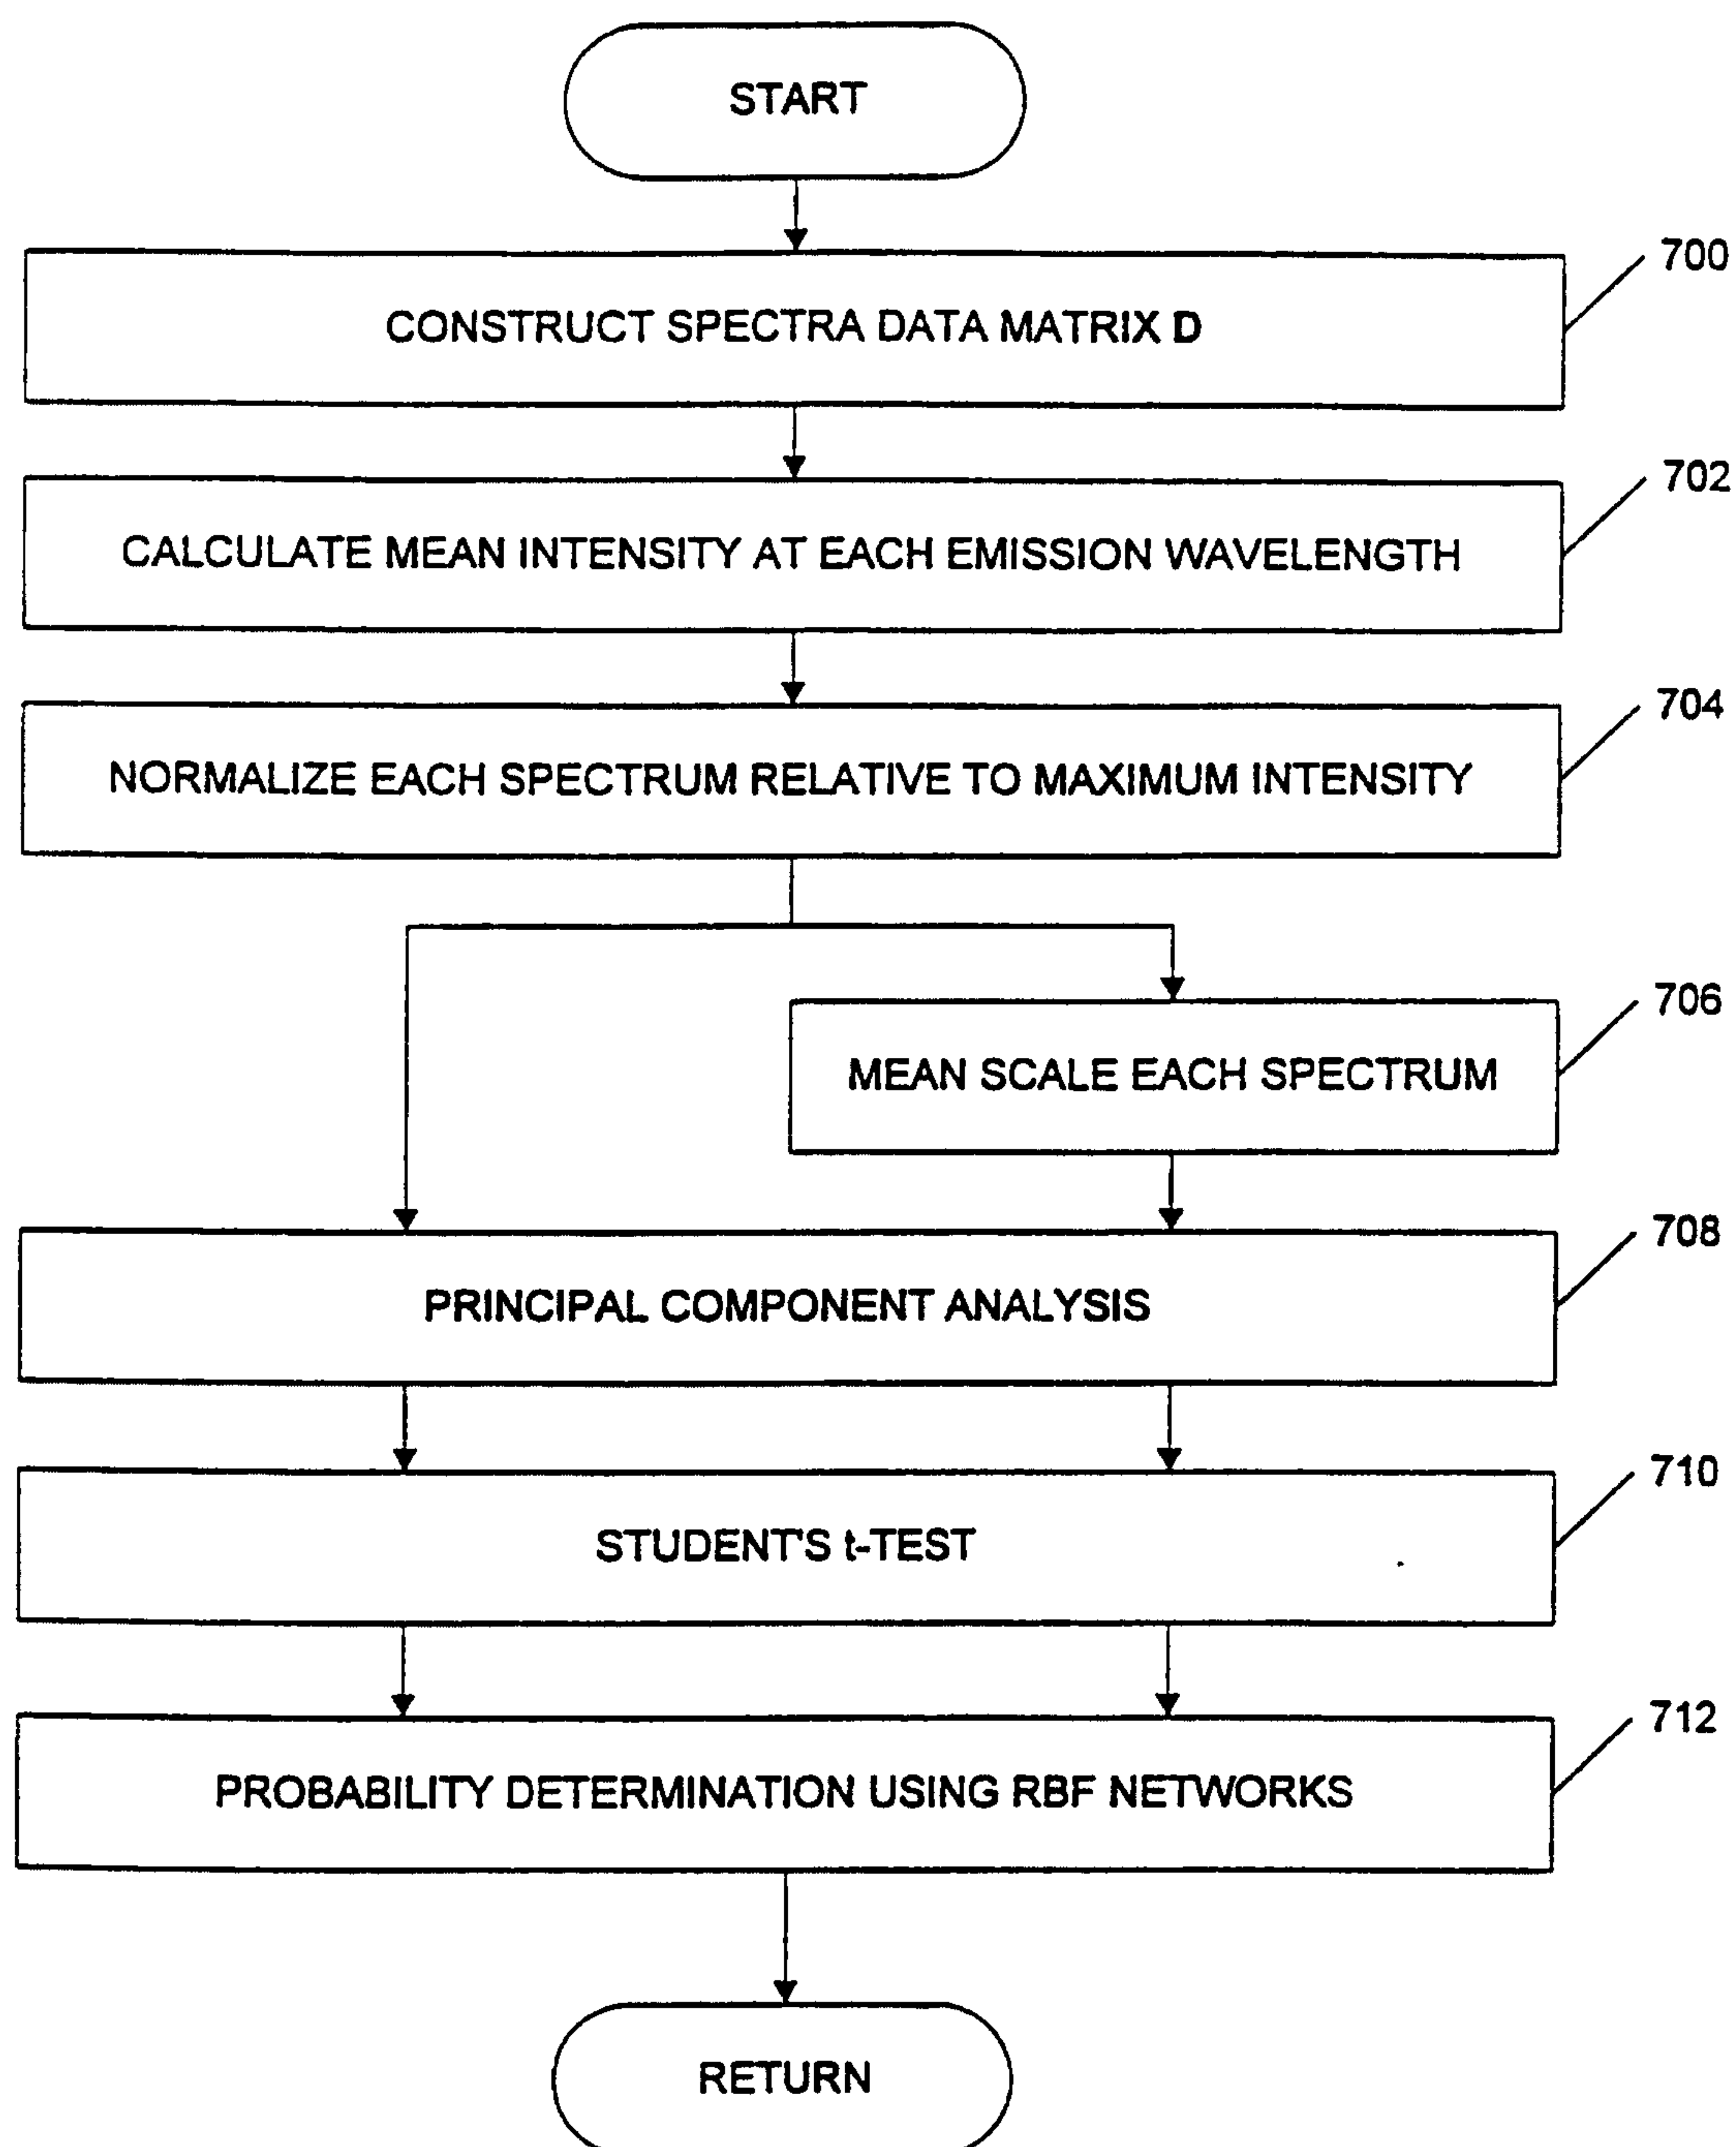 START
700
CONSTRUCT SPECTRA DATA MATRIX D
702
CALCULATE MEAN INTENSITY AT EACH EMISSION WAVELENGTH
704
NORMALIZE EACH SPECTRUM RELATIVE TO MAXIMUM INTENSITY
706
MEAN SCALE EACH SPECTRUM
708
PRINCIPAL COMPONENT ANALYSIS
710
STUDENT'S t-TEST
712
PROBABILITY DETERMINATION USING RBF NETWORKS
RETURN